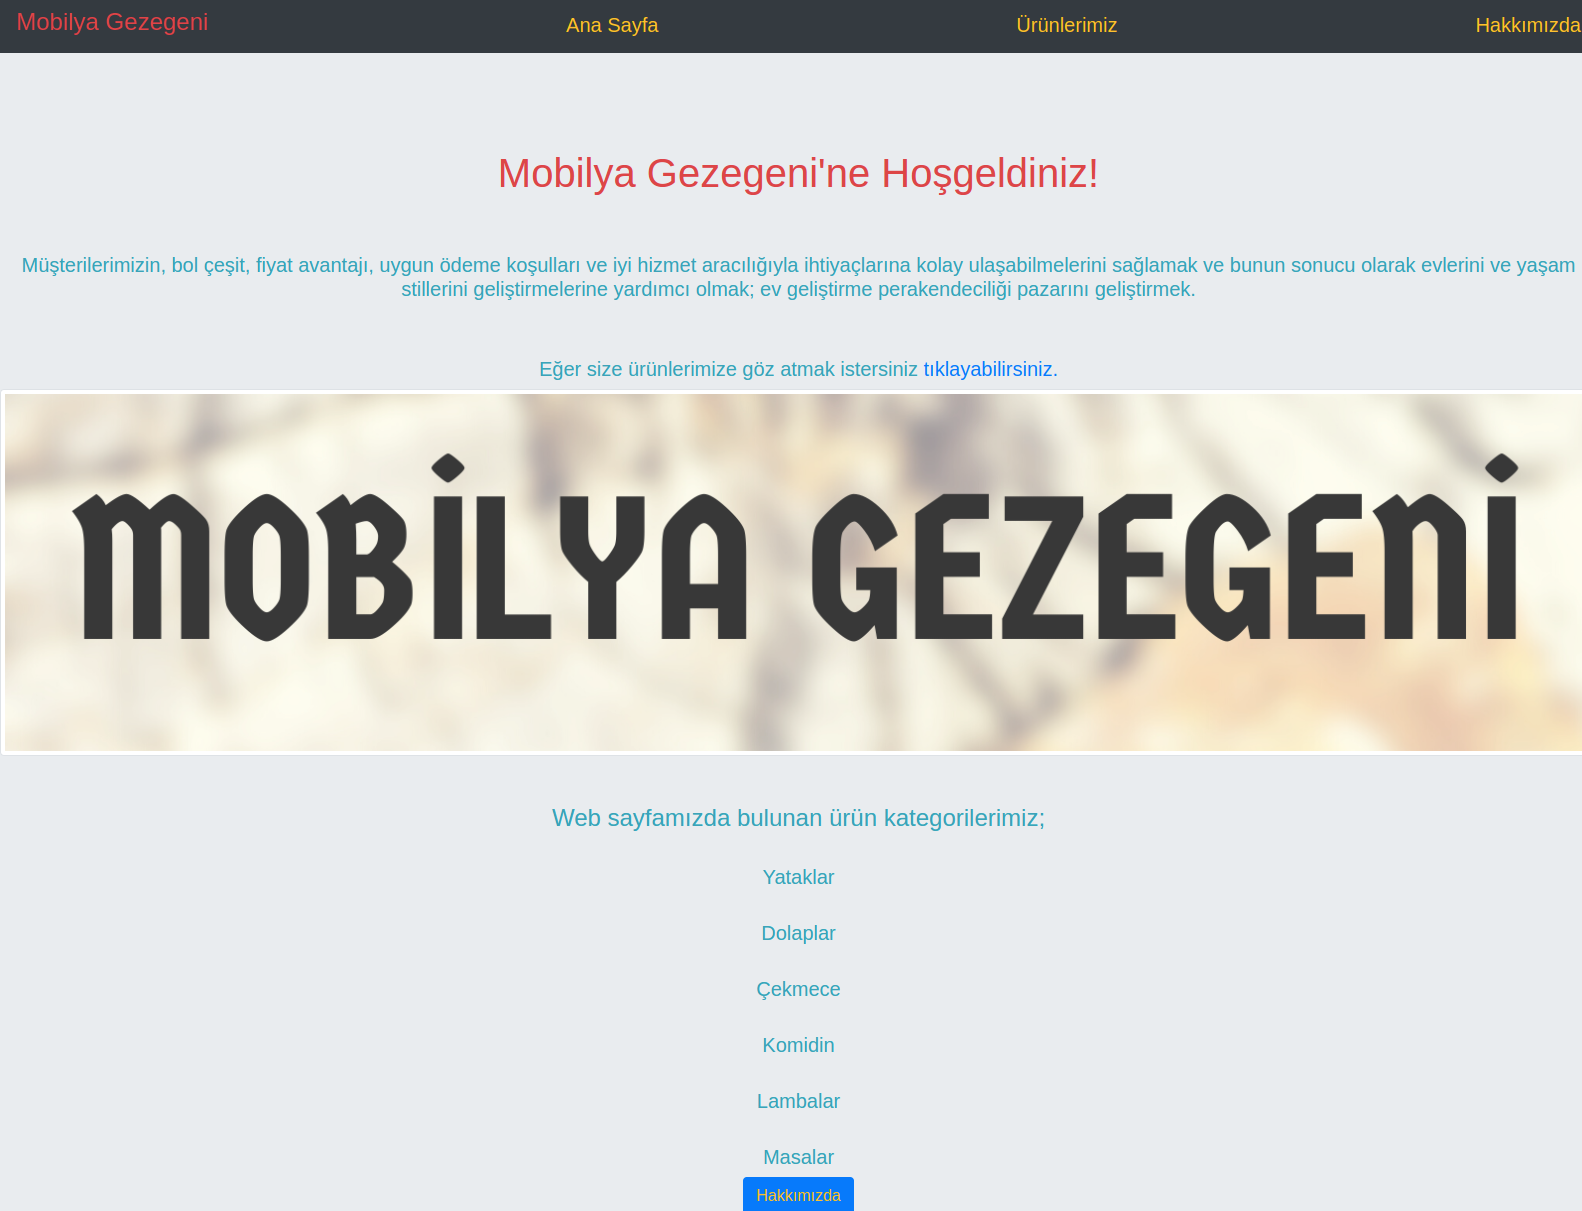 Mobilya Gezegeni
Ana Sayfa
Ürünlerimiz
Hakkımızda
Mobilya Gezegeni'ne Hoşgeldiniz!
Müşterilerimizin, bol çeşit, fiyat avantajı, uygun ödeme koşulları ve iyi hizmet aracılığıyla ihtiyaçlarına kolay ulaşabilmelerini sağlamak ve bunun sonucu olarak evlerini ve yaşam
stillerini geliştirmelerine yardımcı olmak; ev geliştirme perakendeciliği pazarını geliştirmek.
Eğer size ürünlerimize göz atmak istersiniz tıklayabilirsiniz.
MOBİLYA GEZEGENİ
Web sayfamızda bulunan ürün kategorilerimiz;
Yataklar
Dolaplar
Çekmece
Komidin
Lambalar
Masalar
Hakkımızda